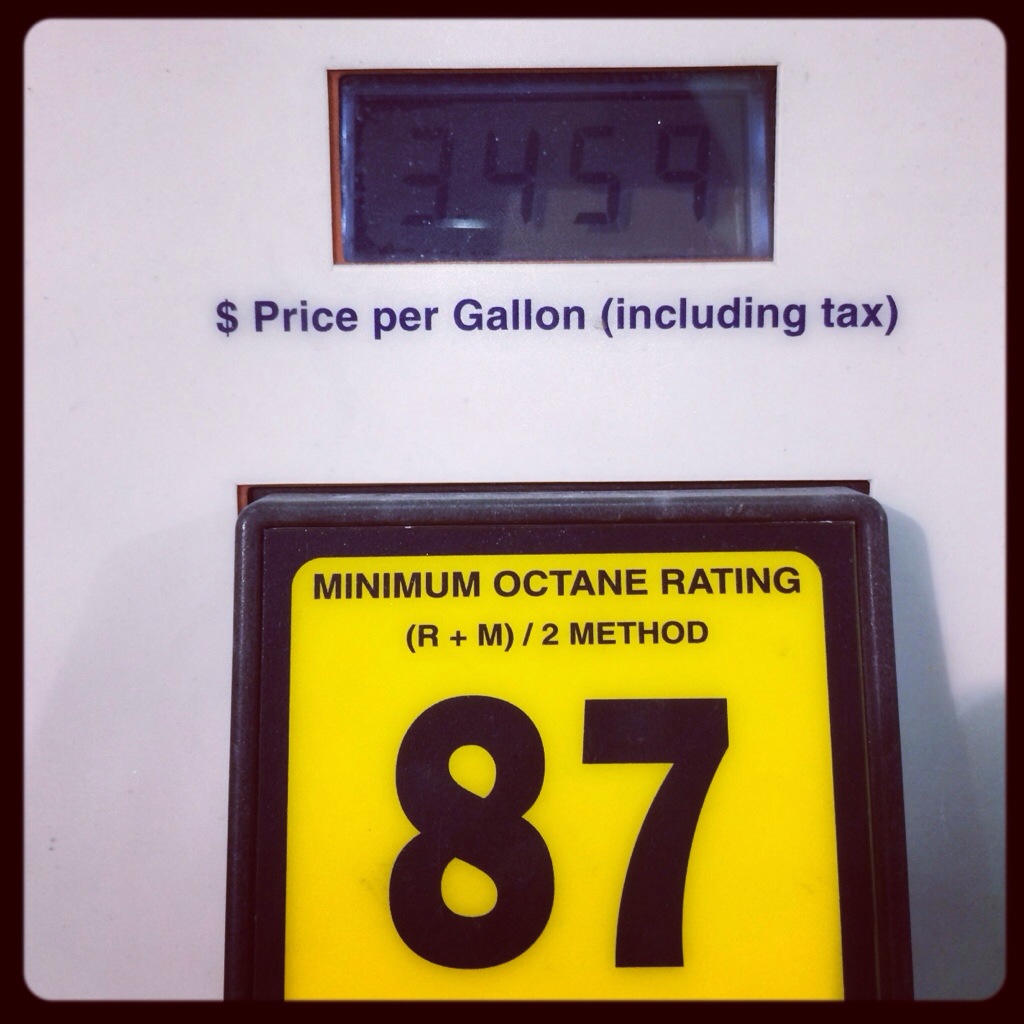 3459
$ Price per Gallon (including tax)
MINIMUM OCTANE RATING
(R + M) / 2 METHOD
87